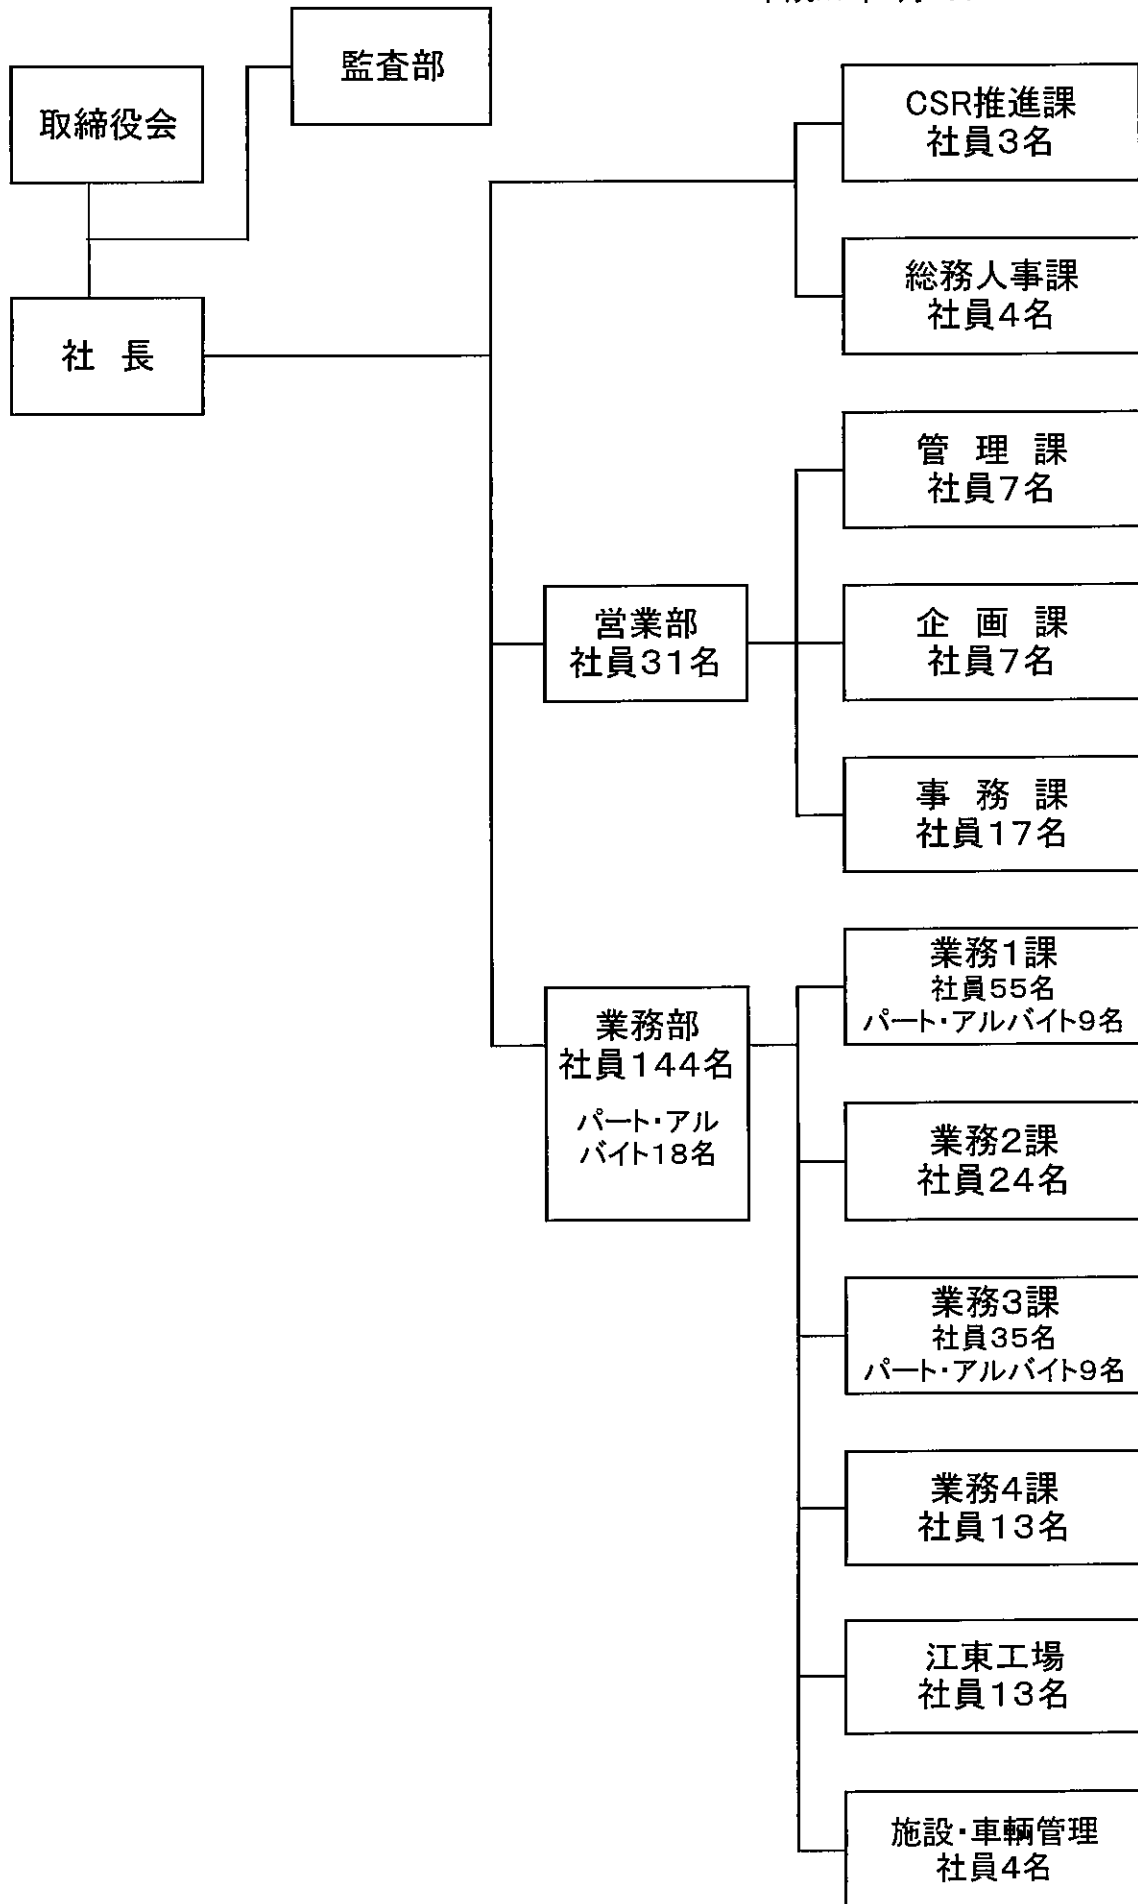 監査部
取締役会
社 長
CSR推進課
社員3名
総務人事課
社員4名
管 理 課
社員7名
営業部
社員31名
企 画 課
社員7名
事 務 課
社員17名
業務部
社員144名
パート・アル
バイト18名
業務1課
社員55名
パート・アルバイト9名
業務2課
社員24名
業務3課
社員35名
パート・アルバイト9名
業務4課
社員13名
江東工場
社員13名
施設・車輌管理
社員4名